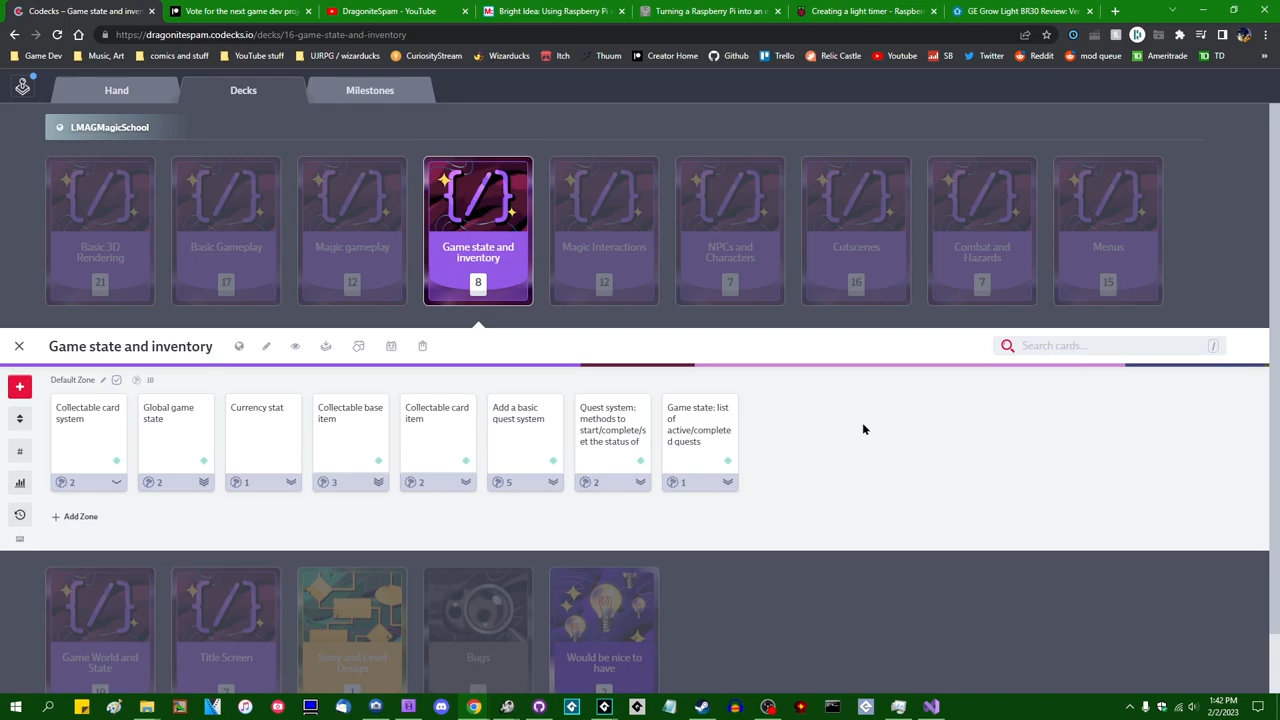 Codecks – Game state and inven
Vote for the next game dev proje
DragoniteSpam - YouTube
Bright Idea: Using Raspberry Pi
Turning a Raspberry Pi into an e
Creating a light timer - Raspber
GE Grow Light BR30 Review: Ver
https://dragonitespam.codecks.io/decks/16-game-state-and-inventory
Game Dev
Music, Art
comics and stuff
YouTube stuff
UJRPG / wizarducks
CuriosityStream
Wizarducks
Itch
Thuum
Creator Home
Github
Relic Castle
Youtube
SB
Twitter
Reddit
mod queue
Ameritrade
TD
Hand
Decks
Milestones
LMAGMagicSchool
Basic 3D
Rendering
21
Basic Gameplay
17
Magic gameplay
12
Game state and
inventory
8
Magic Interactions
12
NPCs and
Characters
7
Cutscenes
16
Combat and
Hazards
7
Menus
15
Game state and inventory
Search cards...
/
Default Zone
18
Collectable card
system
2
Global game
state
2
Currency stat
1
Collectable base
item
3
Collectable card
item
2
Add a basic
quest system
5
Quest system:
methods to
start/complete/s
et the status of
2
Game state: list
of
active/complete
d quests
1
+ Add Zone
Game World and
State
Title Screen
Story and Level
Design
Bugs
Would be nice to
have
1:42 PM
2/2/2023